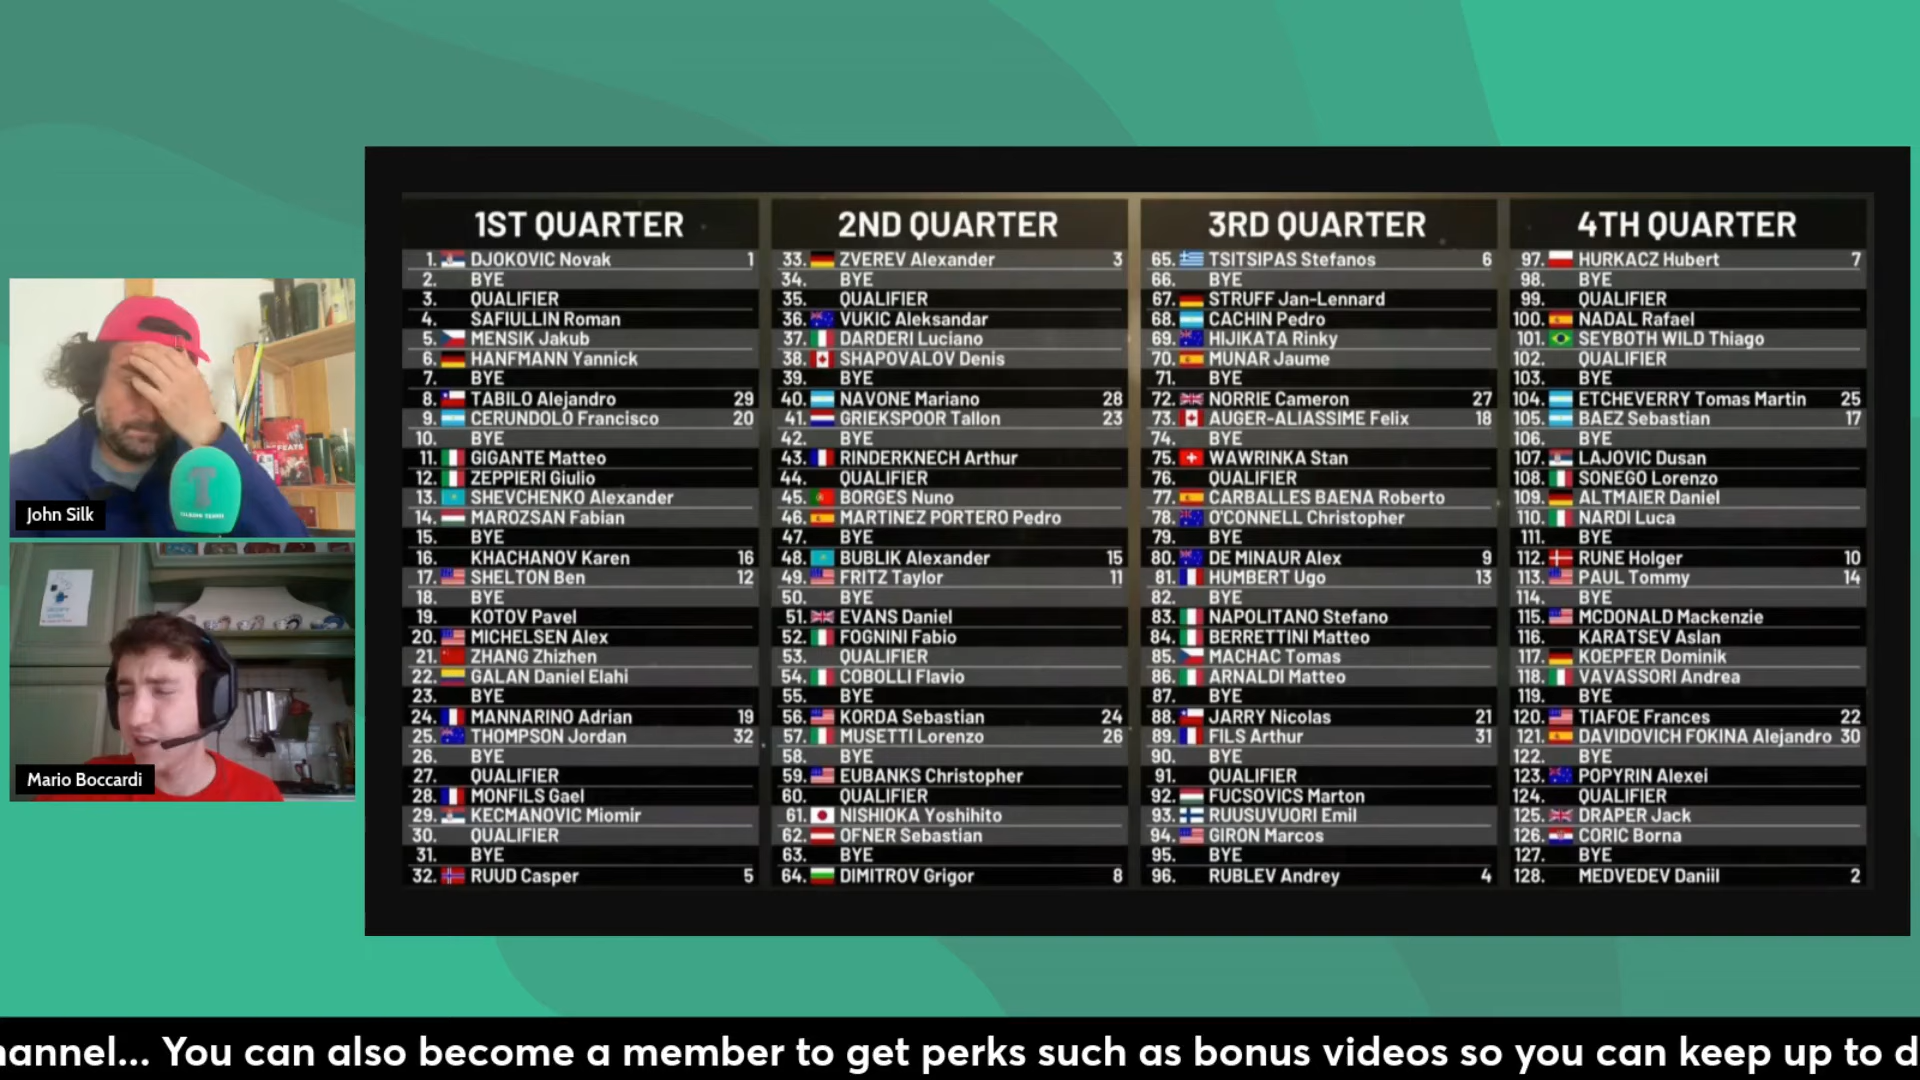 1ST QUARTER
1. DJOKOVIC Novak 1
2. BYE
3. QUALIFIER
4. SAFIULLIN Roman
5. MENSIK Jakub
6. HANFMANN Yannick
7. BYE
8. TABILO Alejandro 29
9. CERUNDOLO Francisco 20
10. BYE
11. GIGANTE Matteo
12. ZEPPIERI Giulio
13. SHEVCHENKO Alexander
14. MAROZSAN Fabian
15. BYE
16. KHACHANOV Karen 16
17. SHELTON Ben 12
18. BYE
19. KOTOV Pavel
20. MICHELSEN Alex
21. ZHANG Zhizhen
22. GALAN Daniel Elahi
23. BYE
24. MANNARINO Adrian 19
25. THOMPSON Jordan 32
26. BYE
27. QUALIFIER
28. MONFILS Gael
29. KECMANOVIC Miomir
30. QUALIFIER
31. BYE
32. RUUD Casper 5
2ND QUARTER
33. ZVEREV Alexander 3
34. BYE
35. QUALIFIER
36. VUKIC Aleksandar
37. DARDERI Luciano
38. SHAPOVALOV Denis
39. BYE
40. NAVONE Mariano 28
41. GRIEKSPOOR Tallon 23
42. BYE
43. RINDERKNECH Arthur
44. QUALIFIER
45. BORGES Nuno
46. MARTINEZ PORTERO Pedro
47. BYE
48. BUBLIK Alexander 15
49. FRITZ Taylor 11
50. BYE
51. EVANS Daniel
52. FOGNINI Fabio
53. QUALIFIER
54. COBOLLI Flavio
55. BYE
56. KORDA Sebastian 24
57. MUSETTI Lorenzo 26
58. BYE
59. EUBANKS Christopher
60. QUALIFIER
61. NISHIOKA Yoshihito
62. OFNER Sebastian
63. BYE
64. DIMITROV Grigor 8
3RD QUARTER
65. TSITSIPAS Stefanos 6
66. BYE
67. STRUFF Jan-Lennard
68. CACHIN Pedro
69. HIJIKATA Rinky
70. MUNAR Jaume
71. BYE
72. NORRIE Cameron 27
73. AUGER-ALIASSIME Felix 18
74. BYE
75. WAWRINKA Stan
76. QUALIFIER
77. CARBALLES BAENA Roberto
78. O'CONNELL Christopher
79. BYE
80. DE MINAUR Alex 9
81. HUMBERT Ugo 13
82. BYE
83. NAPOLITANO Stefano
84. BERRETTINI Matteo
85. MACHAC Tomas
86. ARNALDI Matteo
87. BYE
88. JARRY Nicolas 21
89. FILS Arthur 31
90. BYE
91. QUALIFIER
92. FUCSOVICS Marton
93. RUUSUVUORI Emil
94. GIRON Marcos
95. BYE
96. RUBLEV Andrey 4
4TH QUARTER
97. HURKACZ Hubert 7
98. BYE
99. QUALIFIER
100. NADAL Rafael
101. SEYBOTH WILD Thiago
102. QUALIFIER
103. BYE
104. ETCHEVERRY Tomas Martin 25
105. BAEZ Sebastian 17
106. BYE
107. LAJOVIC Dusan
108. SONEGO Lorenzo
109. ALTMAIER Daniel
110. NARDI Luca
111. BYE
112. RUNE Holger 10
113. PAUL Tommy 14
114. BYE
115. MCDONALD Mackenzie
116. KARATSEV Aslan
117. KOEPFER Dominik
118. VAVASSORI Andrea
119. BYE
120. TIAFOE Frances 22
121. DAVIDOVICH FOKINA Alejandro 30
122. BYE
123. POPYRIN Alexei
124. QUALIFIER
125. DRAPER Jack
126. CORIC Borna
127. BYE
128. MEDVEDEV Daniil 2
John Silk
Mario Boccardi
hannel... You can also become a member to get perks such as bonus videos so you can keep up to d